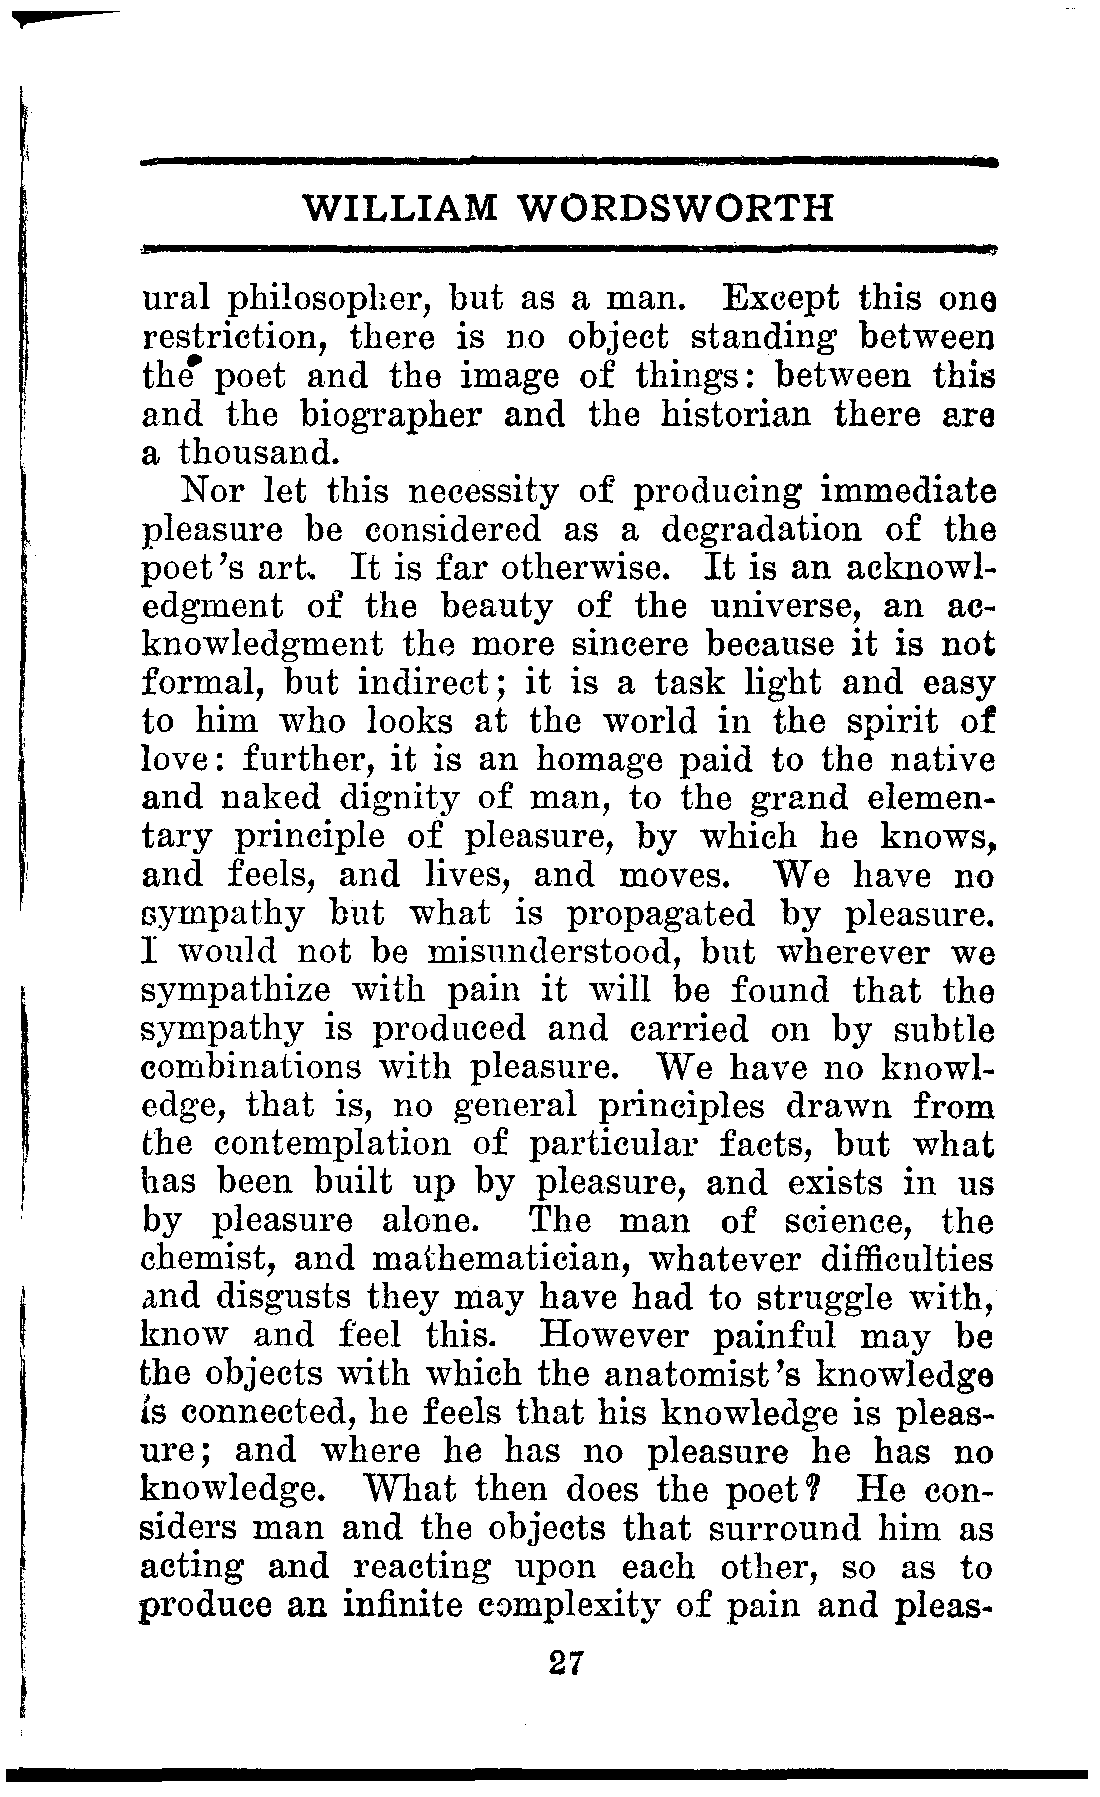 WILLIAM WORDSWORTH
ural philosopher, but as a man. Except this one
restriction, there is no object standing between
the poet and the image of things: between this
and the biographer and the historian there are
a thousand.
Nor let this necessity of producing immediate
pleasure be considered as a degradation of the
poet's art. It is far otherwise. It is an acknowl-
edgment of the beauty of the universe, an ac-
knowledgment the more sincere because it is not
formal, but indirect; it is a task light and easy
to him who looks at the world in the spirit of
love: further, it is an homage paid to the native
and naked dignity of man, to the grand elemen-
tary principle of pleasure, by which he knows,
and feels, and lives, and moves. We have no
sympathy but what is propagated by pleasure.
I would not be misunderstood, but wherever we
sympathize with pain it will be found that the
sympathy is produced and carried on by subtle
combinations with pleasure. We have no knowl-
edge, that is, no general principles drawn from
the contemplation of particular facts, but what
has been built up by pleasure, and exists in us
by pleasure alone. The man of science, the
chemist, and mathematician, whatever difficulties
and disgusts they may have had to struggle with,
know and feel this. However painful may be
the objects with which the anatomist's knowledge
is connected, he feels that his knowledge is pleas-
ure; and where he has no pleasure he has no
knowledge. What then does the poet? He con-
siders man and the objects that surround him as
acting and reacting upon each other, so as to
produce an infinite complexity of pain and pleas-
27